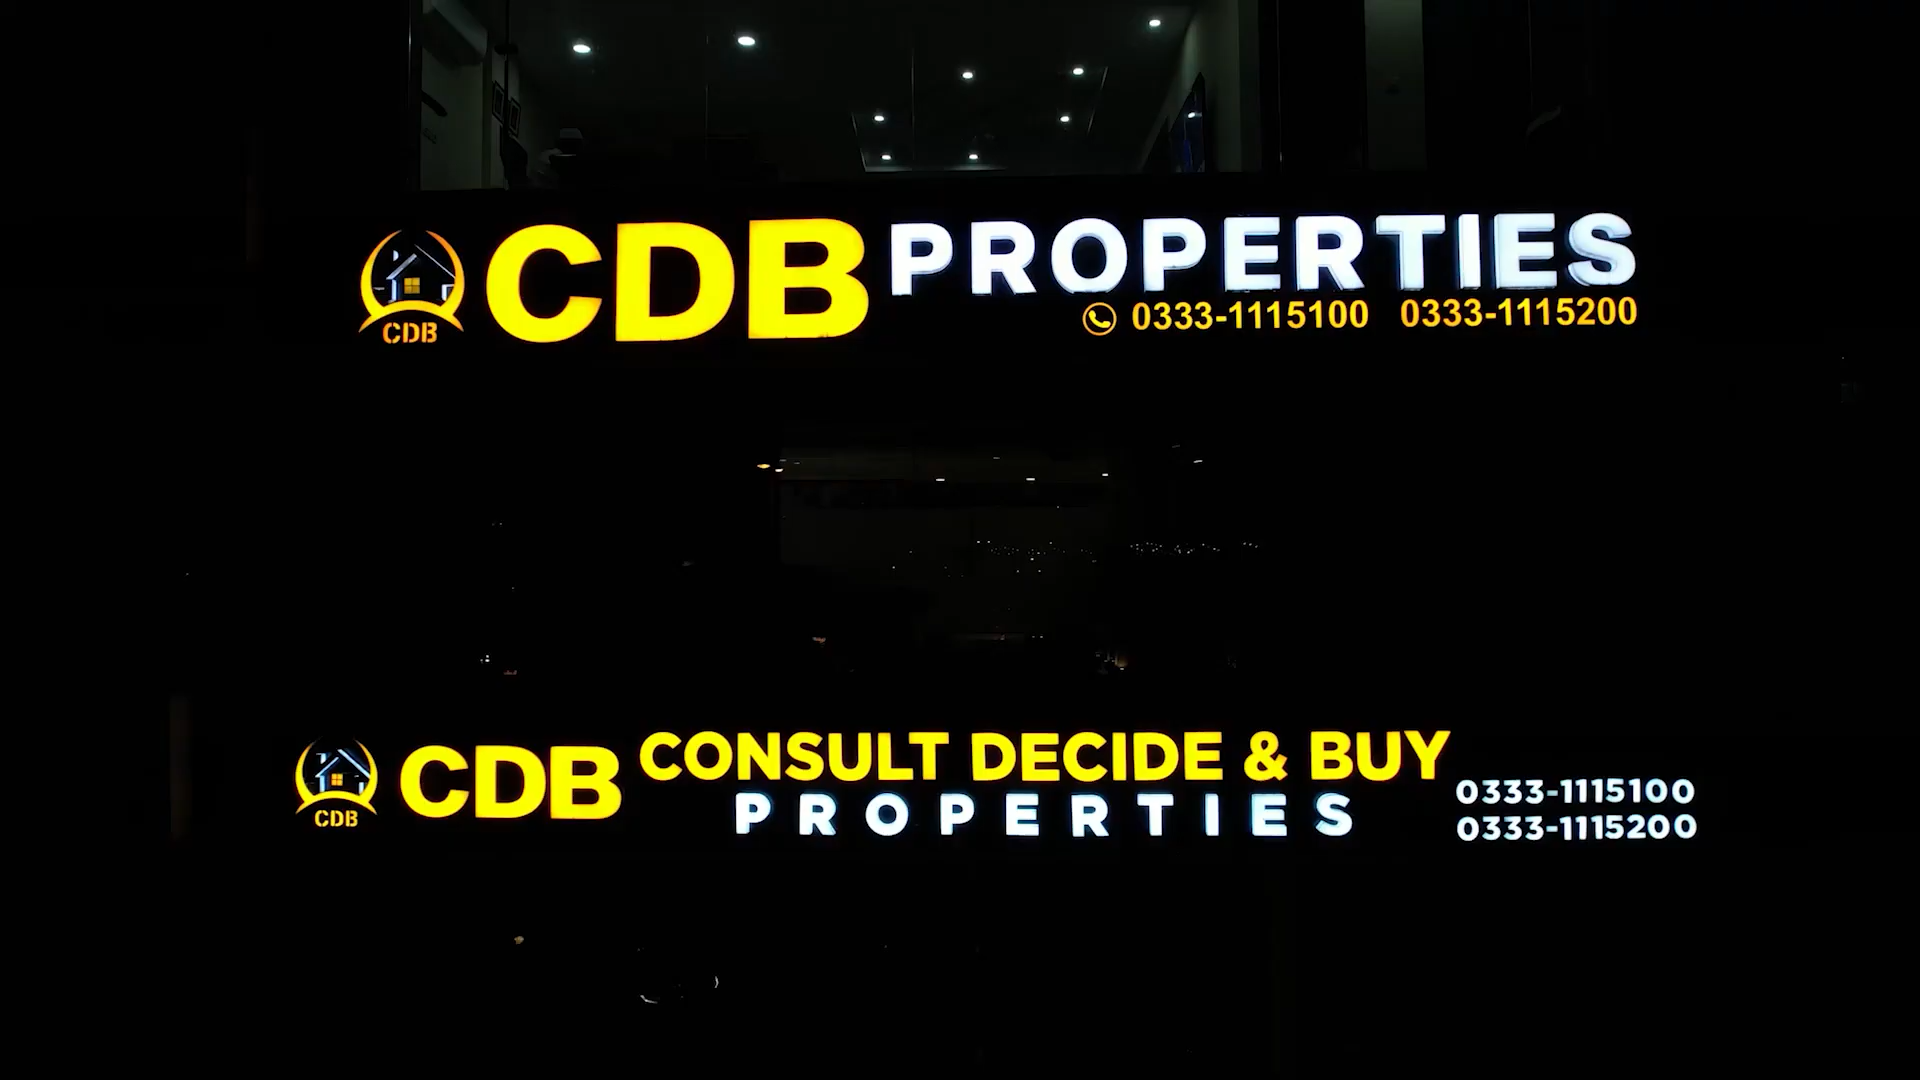 CDB PROPERTIES
CDB
0333-1115100 0333-1115200
CDB CONSULT DECIDE & BUY
PROPERTIES
CDB
0333-1115100
0333-1115200